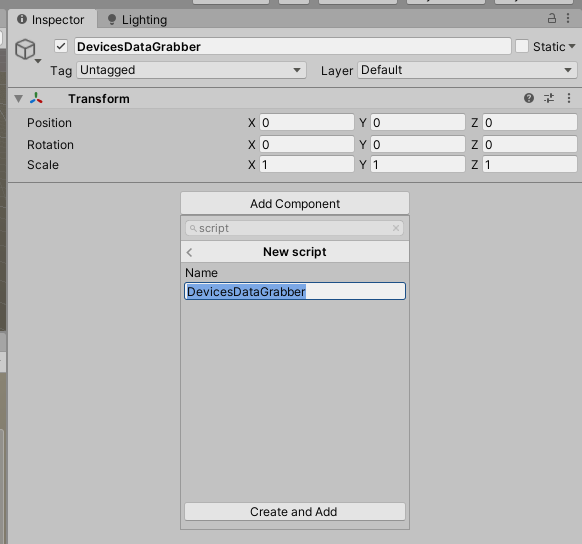 Inspector Lighting
DevicesDataGrabber Static
Tag Untagged Layer Default
Transform
Position X 0 Y 0 Z 0
Rotation X 0 Y 0 Z 0
Scale X 1 Y 1 Z 1
Add Component
script
New script
Name
DevicesDataGrabber
Create and Add